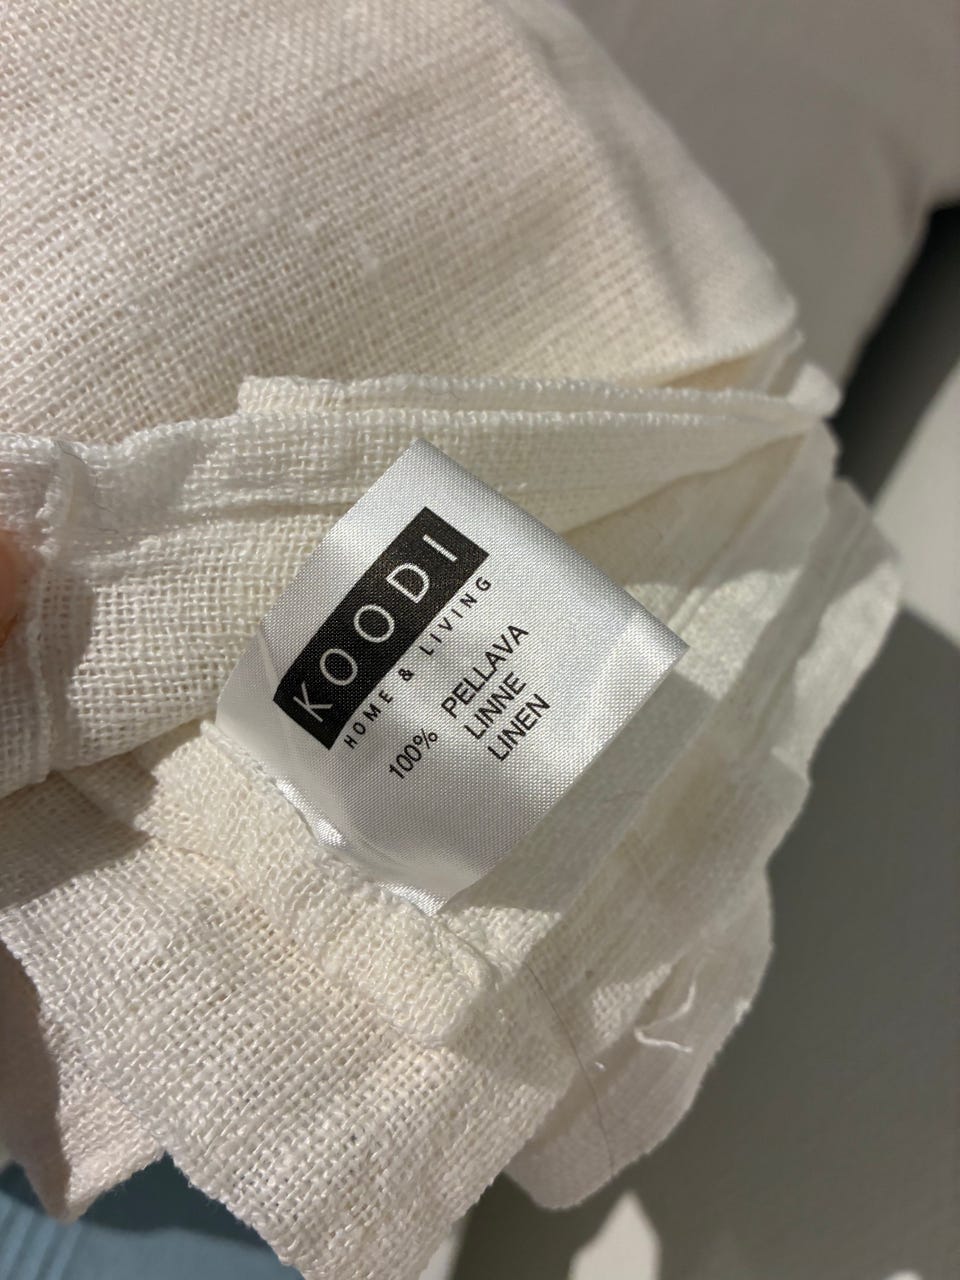 KOODI
HOME & LIVING
100% PELLAVA
LINNE
LINEN